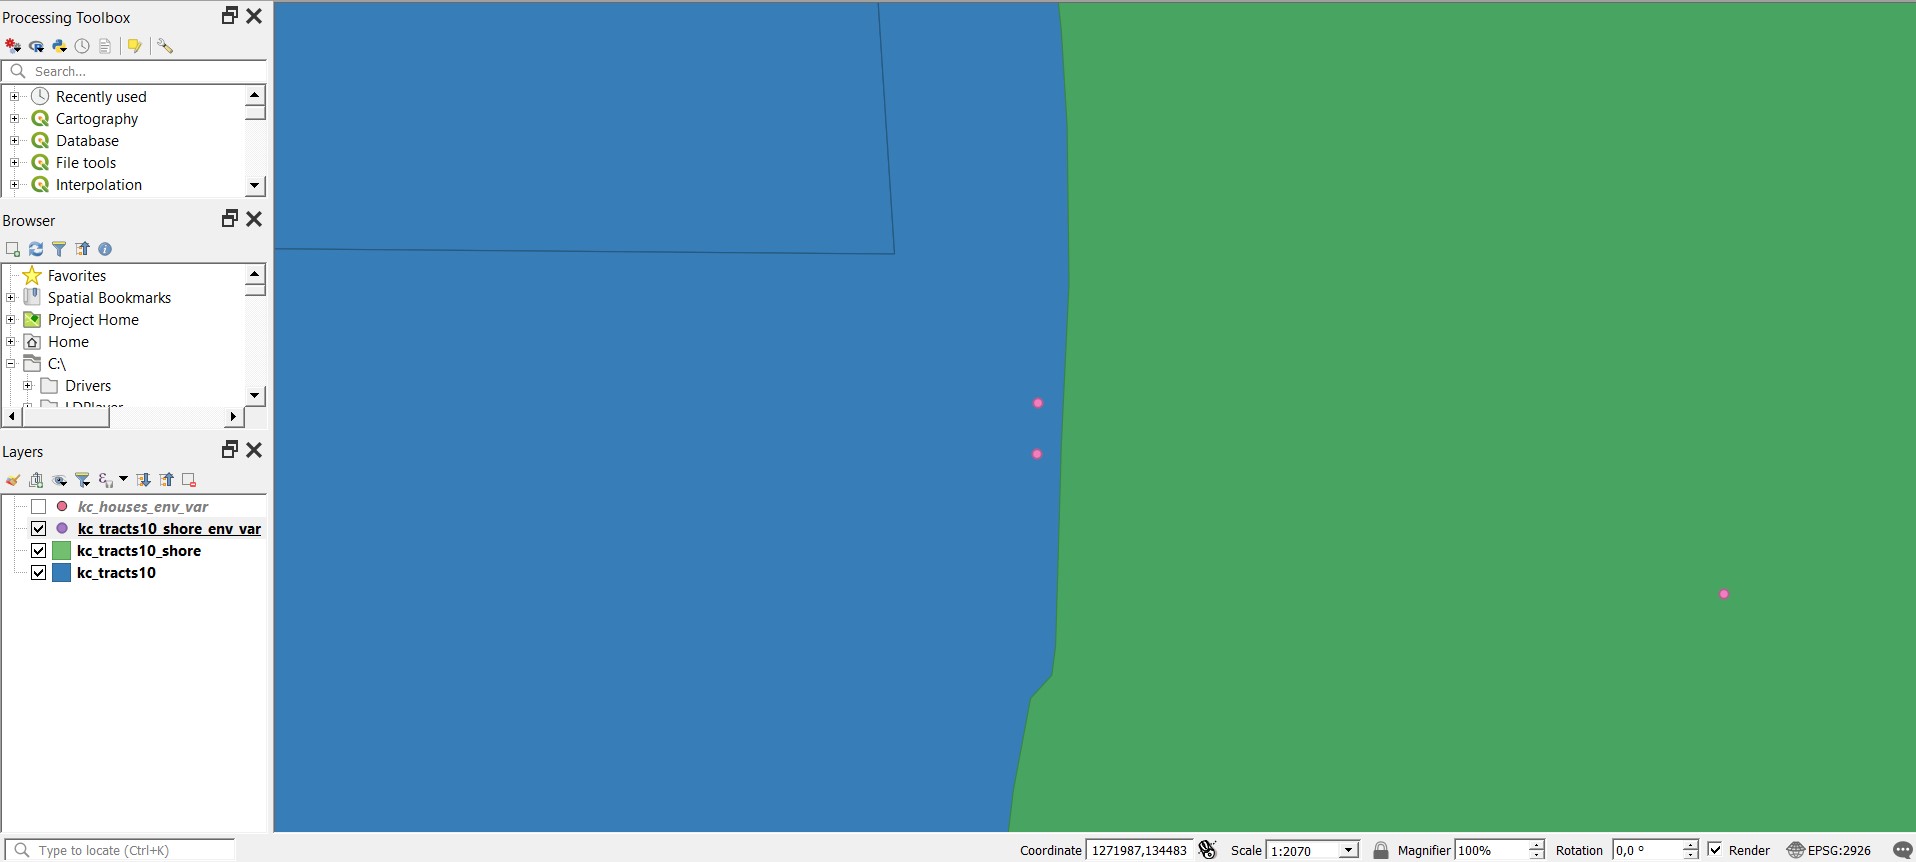 Processing Toolbox
Search...
Recently used
Cartography
Database
File tools
Interpolation
Browser
Favorites
Spatial Bookmarks
Project Home
Home
C:\
Drivers
LDPlayer
Layers
kc_houses_env_var
kc_tracts10_shore_env_var
kc_tracts10_shore
kc_tracts10
Type to locate (Ctrl+K)
Coordinate 1271987,134483 Scale 1:2070 Magnifier 100% Rotation 0,0 ° Render EPSG:2926